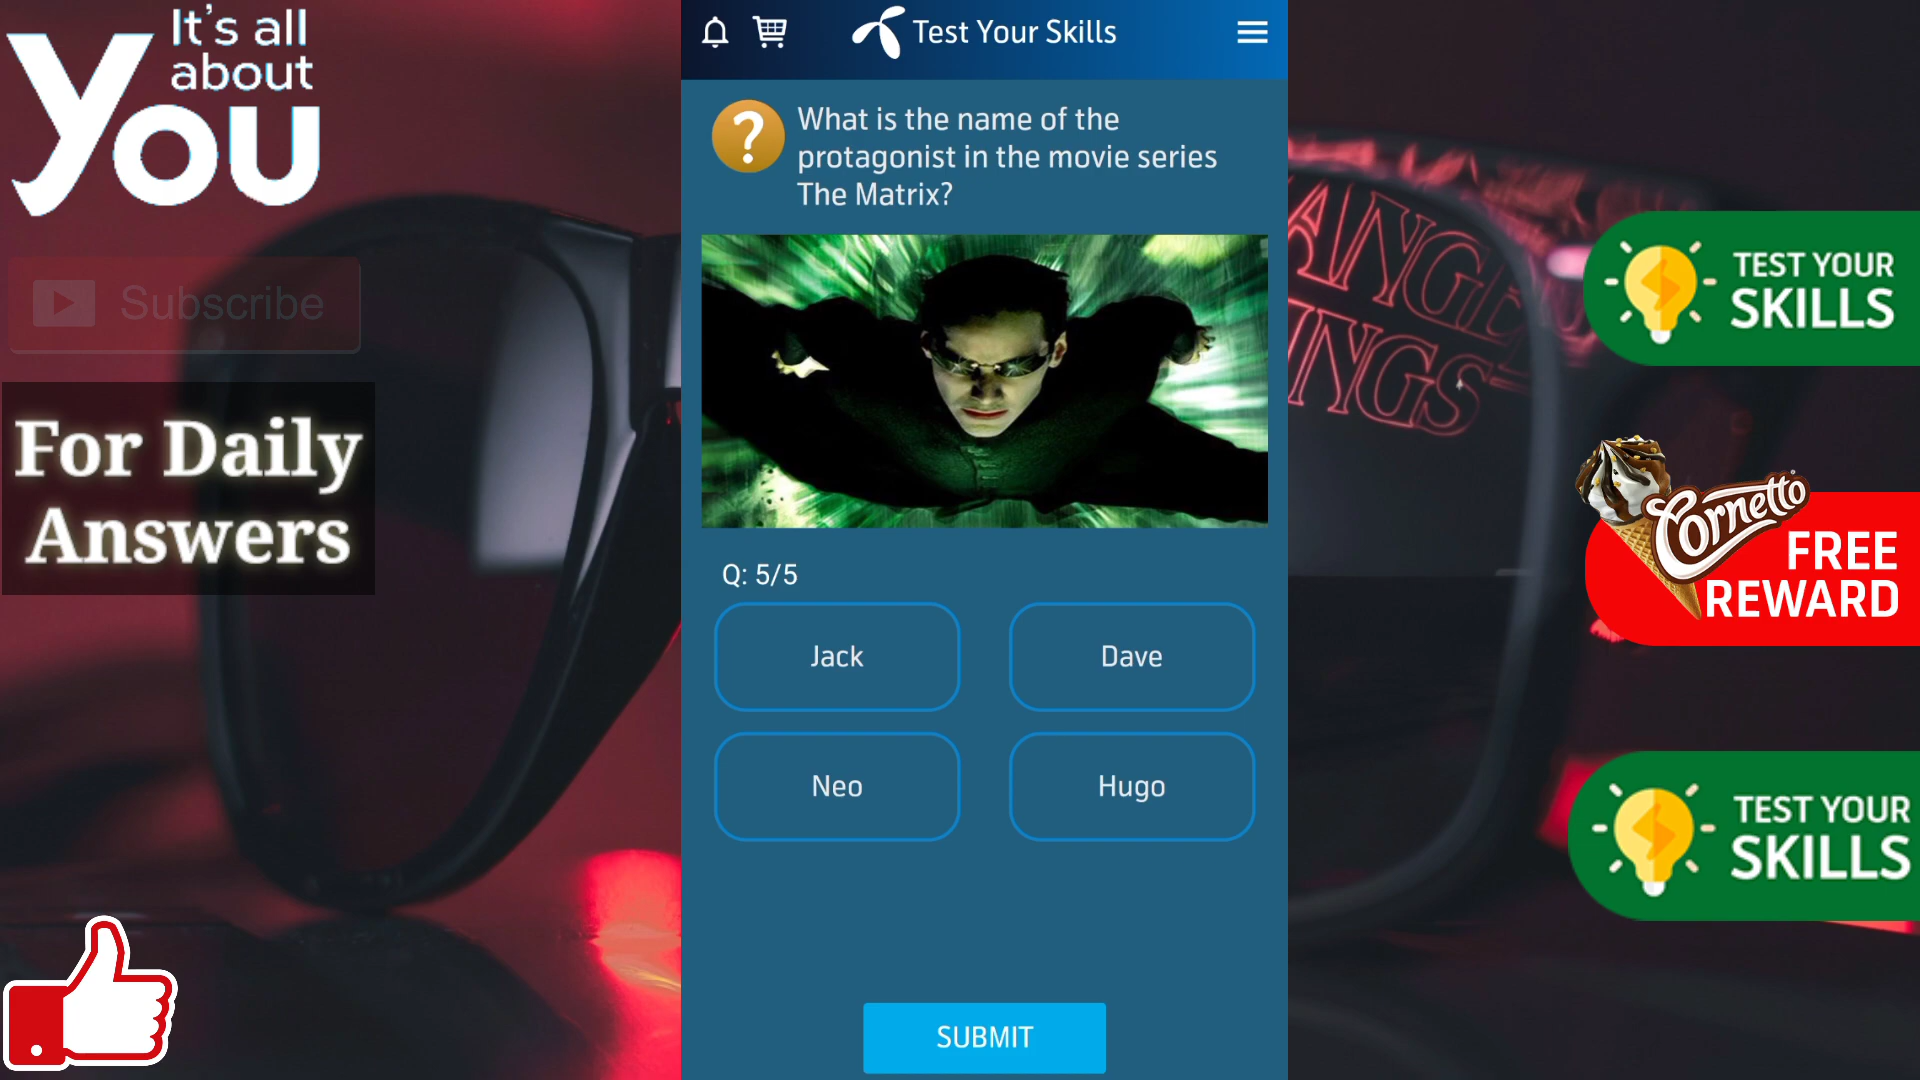 It's all
about
You
Subscribe
For Daily
Answers
Test Your Skills
?
What is the name of the
protagonist in the movie series
The Matrix?
Q: 5/5
Jack
Dave
Neo
Hugo
SUBMIT
TEST YOUR
SKILLS
Cornetto
FREE
REWARD
TEST YOUR
SKILLS